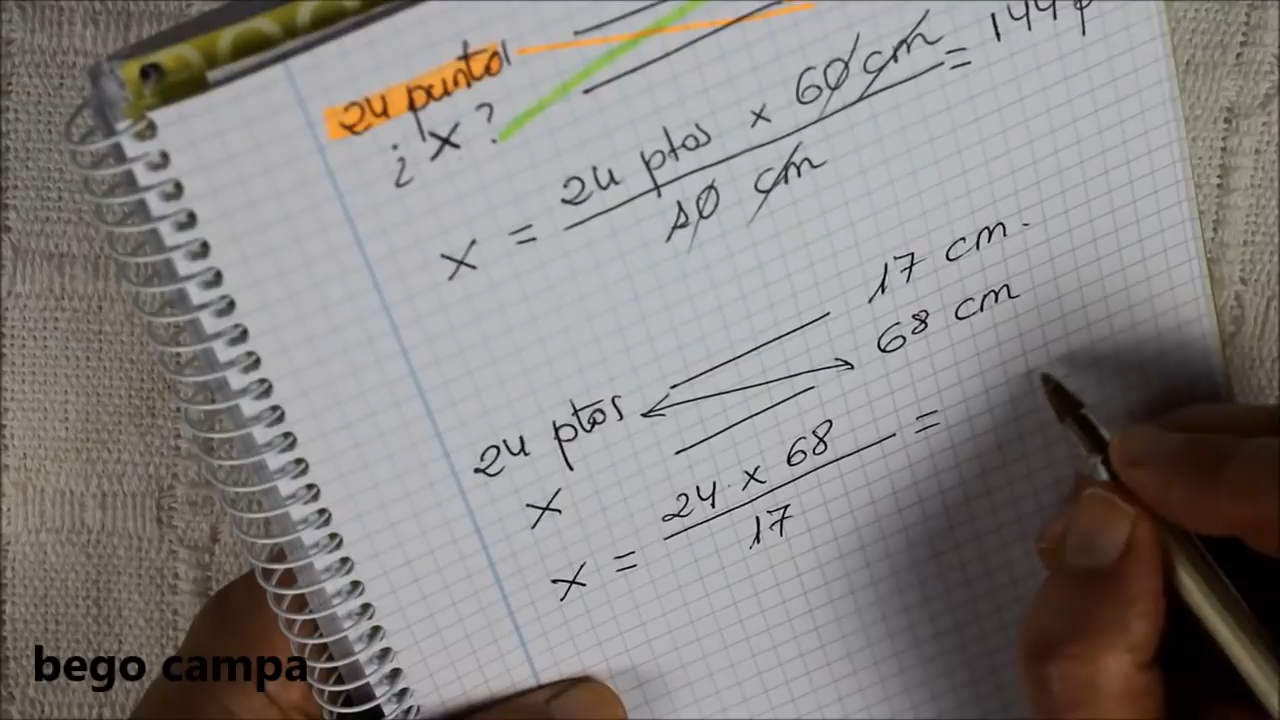 24 puntos
¿X?
X = 24 ptos x 60 cm / 10 cm = 144 p
24 ptos 17 cm.
X 68 cm
X = 24 x 68 / 17 =
bego campa